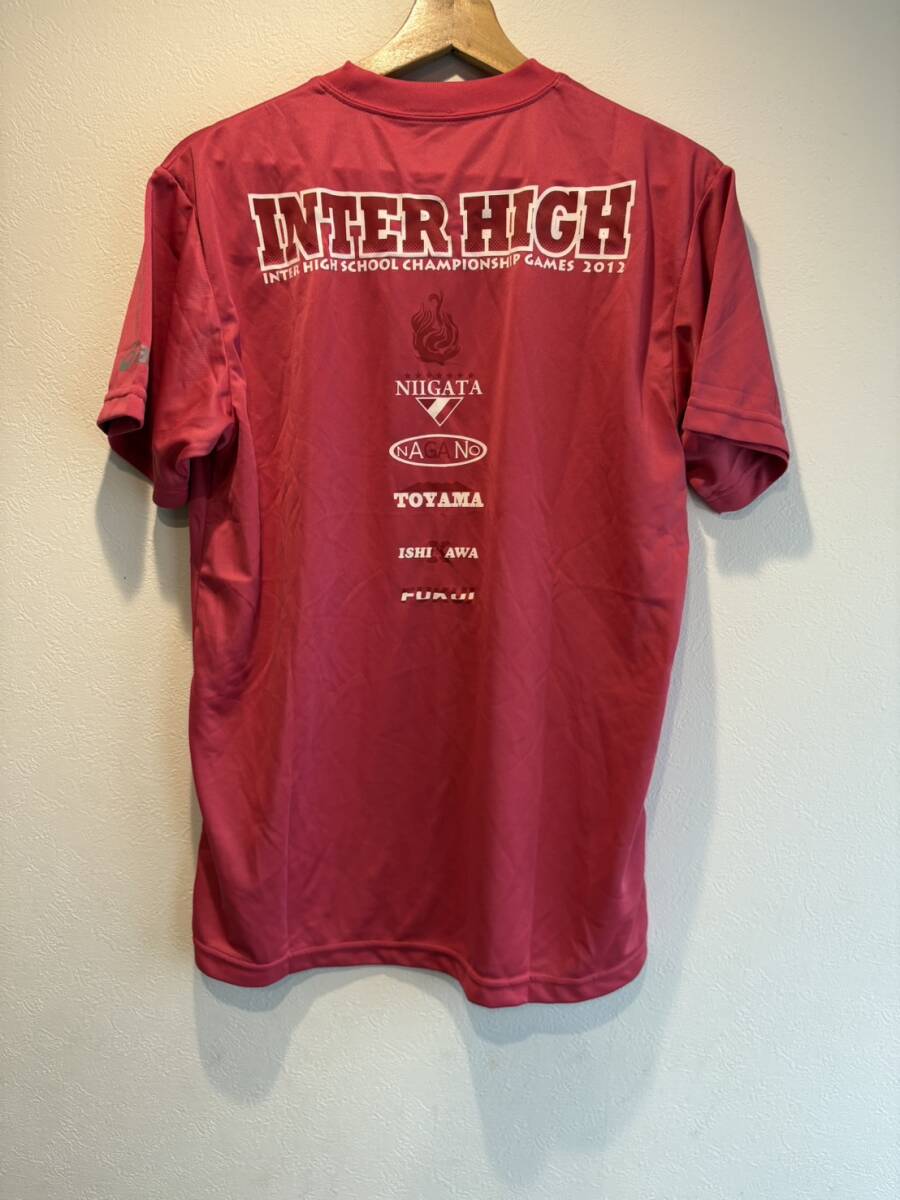 INTER HIGH
INTER HIGH SCHOOL CHAMPIONSHIP GAMES 2012
NIIGATA
NAGANO
TOYAMA
ISHIKAWA
FUKUI